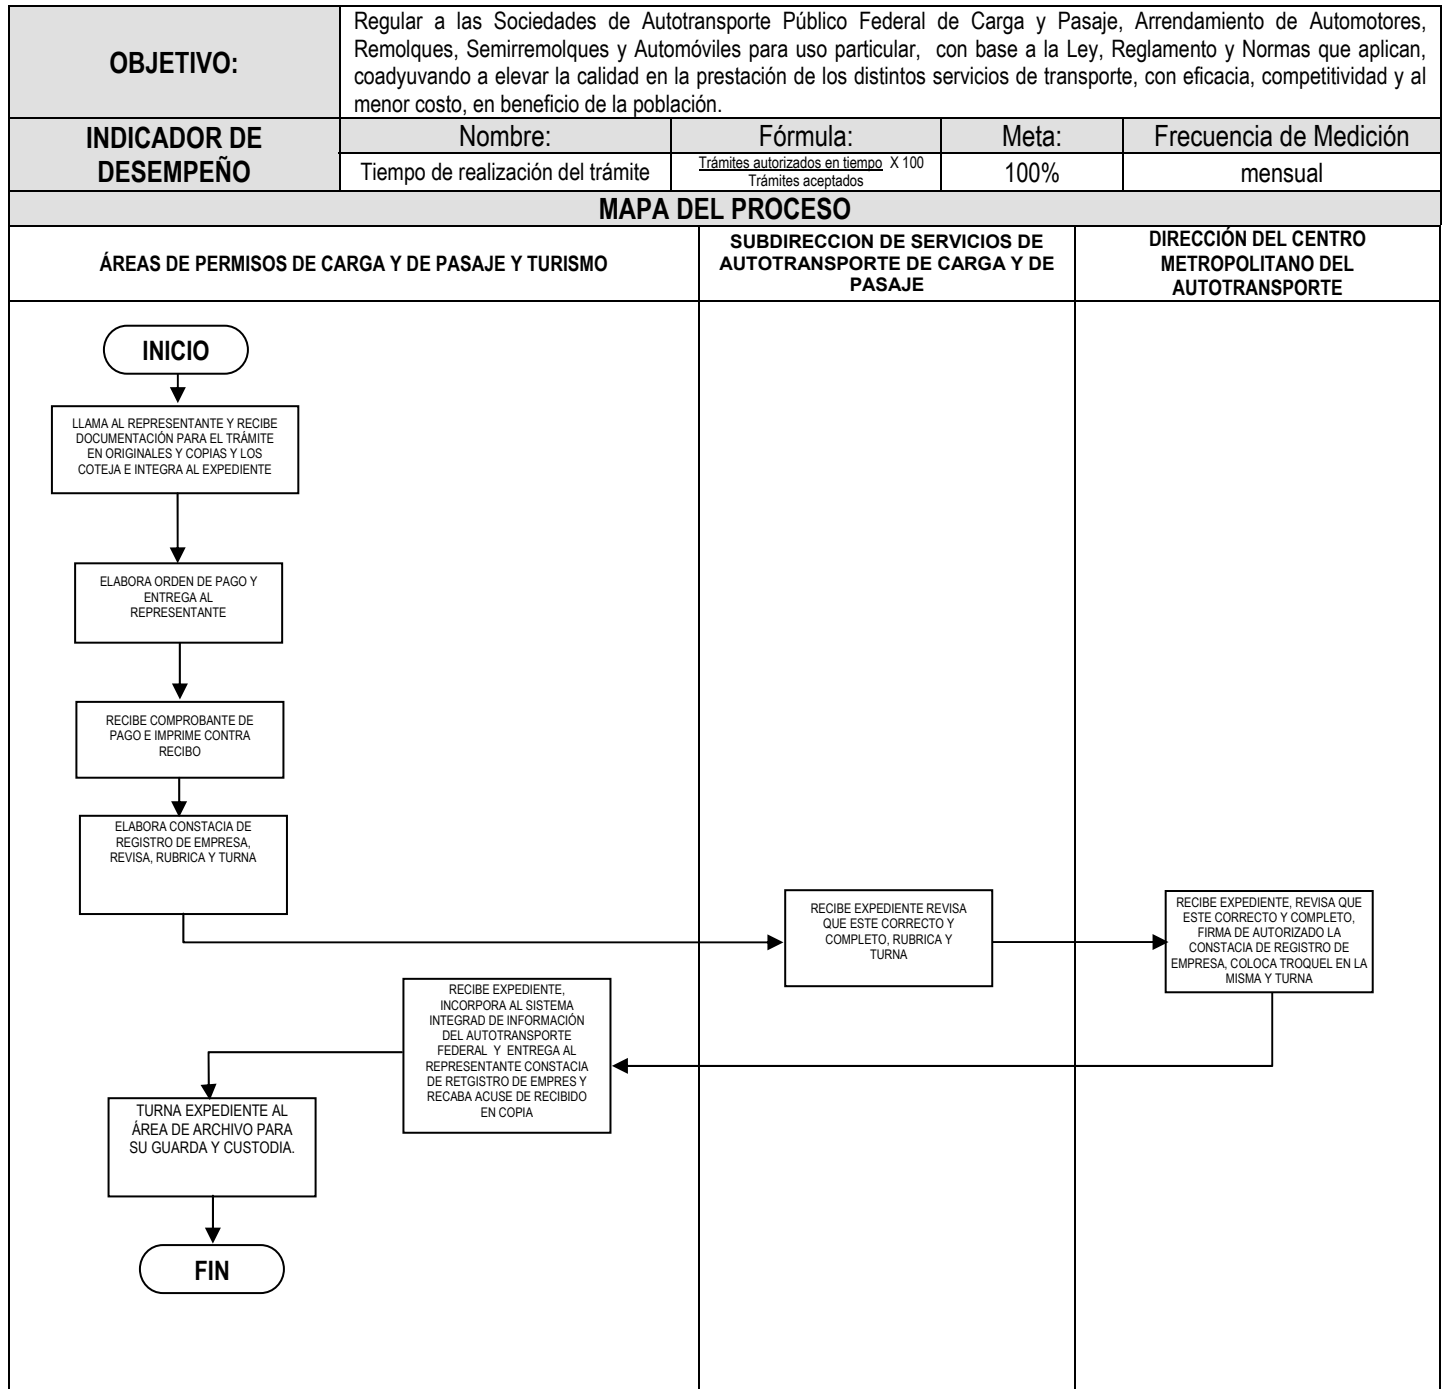 OBJETIVO:
Regular a las Sociedades de Autotransporte Público Federal de Carga y Pasaje, Arrendamiento de Automotores,
Remolques, Semirremolques y Automóviles para uso particular, con base a la Ley, Reglamento y Normas que aplican,
coadyuvando a elevar la calidad en la prestación de los distintos servicios de transporte, con eficacia, competitividad y al
menor costo, en beneficio de la población.
INDICADOR DE
DESEMPEÑO
Nombre:
Fórmula:
Meta:
Frecuencia de Medición
Tiempo de realización del trámite
Trámites autorizados en tiempo X 100
Trámites aceptados
100%
mensual
MAPA DEL PROCESO
ÁREAS DE PERMISOS DE CARGA Y DE PASAJE Y TURISMO
SUBDIRECCION DE SERVICIOS DE
AUTOTRANSPORTE DE CARGA Y DE
PASAJE
DIRECCIÓN DEL CENTRO
METROPOLITANO DEL
AUTOTRANSPORTE
INICIO
LLAMA AL REPRESENTANTE Y RECIBE
DOCUMENTACIÓN PARA EL TRÁMITE
EN ORIGINALES Y COPIAS Y LOS
COTEJA E INTEGRA AL EXPEDIENTE
ELABORA ORDEN DE PAGO Y
ENTREGA AL
REPRESENTANTE
RECIBE COMPROBANTE DE
PAGO E IMPRIME CONTRA
RECIBO
ELABORA CONSTACIA DE
REGISTRO DE EMPRESA,
REVISA, RUBRICA Y TURNA
RECIBE EXPEDIENTE REVISA
QUE ESTE CORRECTO Y
COMPLETO, RUBRICA Y
TURNA
RECIBE EXPEDIENTE, REVISA QUE
ESTE CORRECTO Y COMPLETO,
FIRMA DE AUTORIZADO LA
CONSTACIA DE REGISTRO DE
EMPRESA, COLOCA TROQUEL EN LA
MISMA Y TURNA
RECIBE EXPEDIENTE,
INCORPORA AL SISTEMA
INTEGRAD DE INFORMACIÓN
DEL AUTOTRANSPORTE
FEDERAL Y ENTREGA AL
REPRESENTANTE CONSTACIA
DE RETGISTRO DE EMPRES Y
RECABA ACUSE DE RECIBIDO
EN COPIA
TURNA EXPEDIENTE AL
ÁREA DE ARCHIVO PARA
SU GUARDA Y CUSTODIA.
FIN